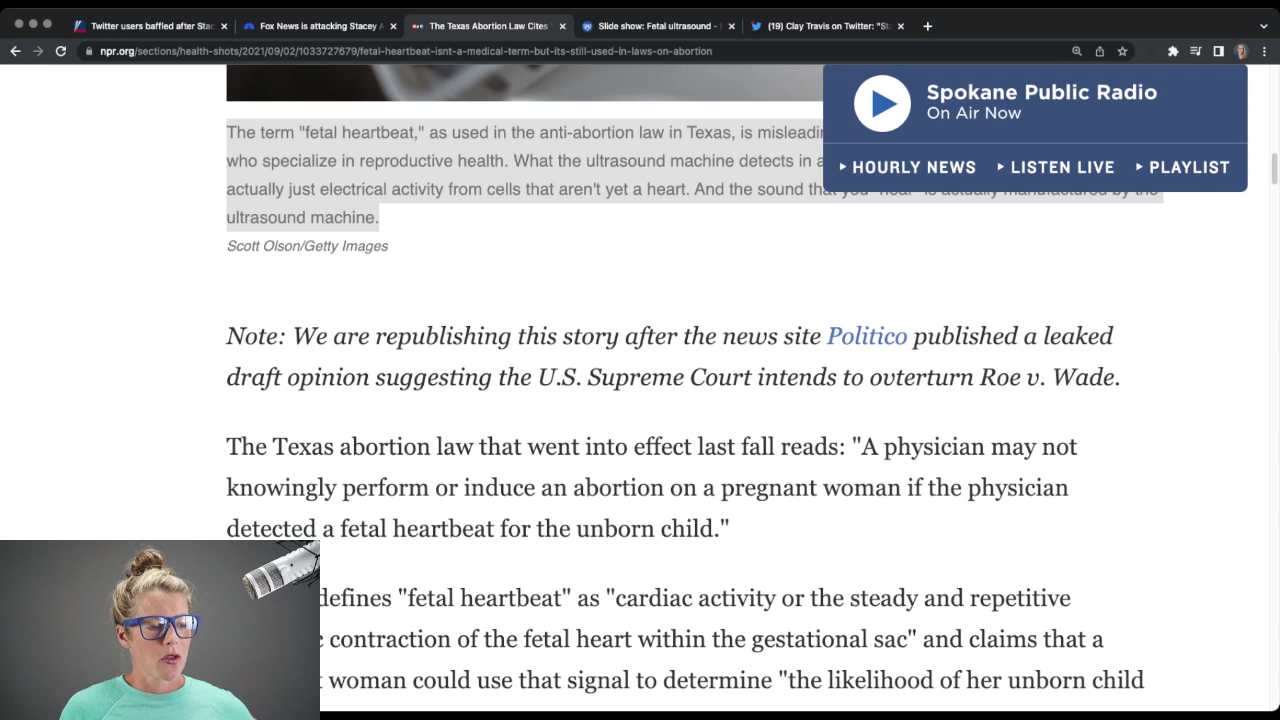 Twitter users baffled after Stac
Fox News is attacking Stacey A
The Texas Abortion Law Cites
Slide show: Fetal ultrasound -
(19) Clay Travis on Twitter: "St
npr.org/sections/health-shots/2021/09/02/1033727679/fetal-heartbeat-isnt-a-medical-term-but-its-still-used-in-laws-on-abortion
Spokane Public Radio
On Air Now
HOURLY NEWS LISTEN LIVE PLAYLIST
The term "fetal heartbeat," as used in the anti-abortion law in Texas, is misleadin
who specialize in reproductive health. What the ultrasound machine detects in a
actually just electrical activity from cells that aren't yet a heart. And the sound that you "hear" is actually manufactured by the
ultrasound machine.
Scott Olson/Getty Images
Note: We are republishing this story after the news site Politico published a leaked
draft opinion suggesting the U.S. Supreme Court intends to overturn Roe v. Wade.
The Texas abortion law that went into effect last fall reads: "A physician may not
knowingly perform or induce an abortion on a pregnant woman if the physician
detected a fetal heartbeat for the unborn child."
defines "fetal heartbeat" as "cardiac activity or the steady and repetitive
contraction of the fetal heart within the gestational sac" and claims that a
woman could use that signal to determine "the likelihood of her unborn child